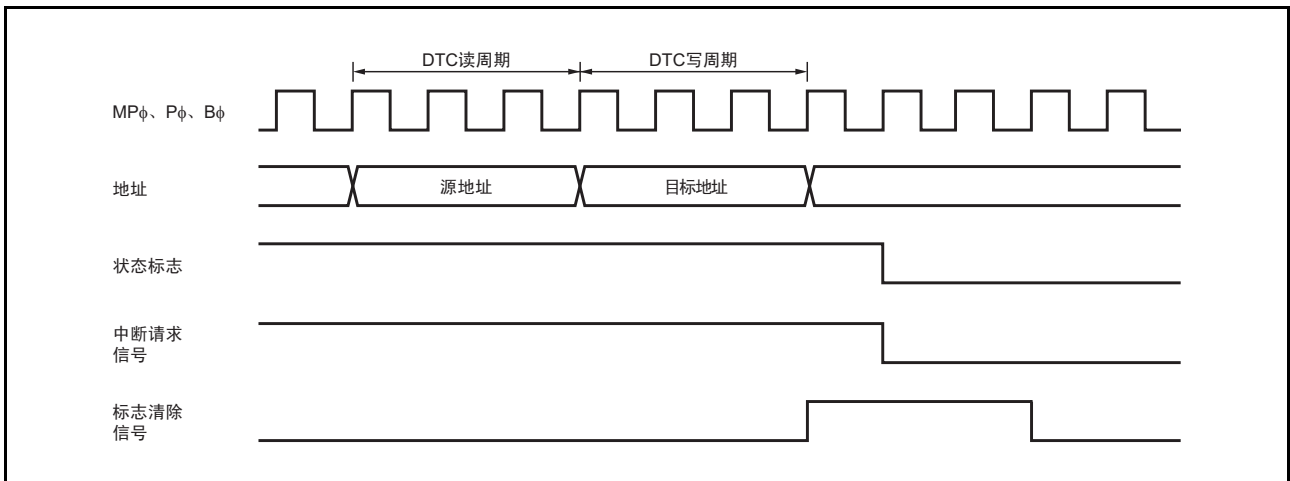 DTC读周期
DTC写周期
MPϕ、Pϕ、Bϕ
地址
源地址
目标地址
状态标志
中断请求
信号
标志清除
信号